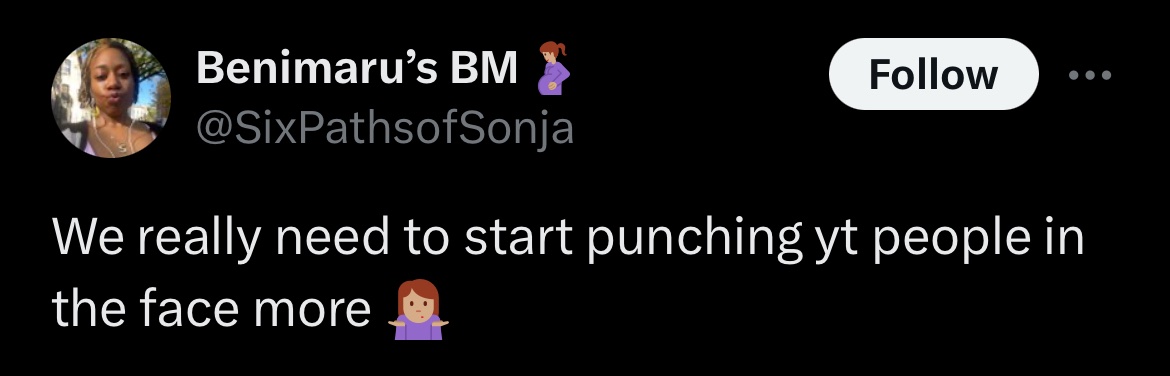 Benimaru’s BM 🤰
@SixPathsofSonja
Follow
We really need to start punching yt people in
the face more 🤷